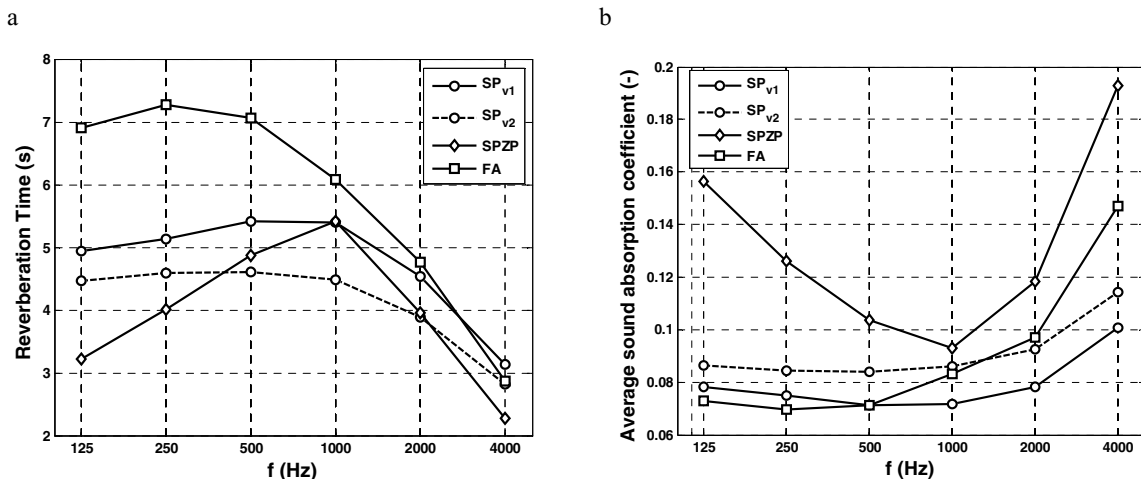 a
Reverberation Time (s)
8
7
6
5
4
3
2
125 250 500 1000 2000 4000
f (Hz)
SPv1
SPv2
SPZP
FA
b
Average sound absorption coefficient (-)
0.2
0.18
0.16
0.14
0.12
0.1
0.08
0.06
125 250 500 1000 2000 4000
f (Hz)
SPv1
SPv2
SPZP
FA